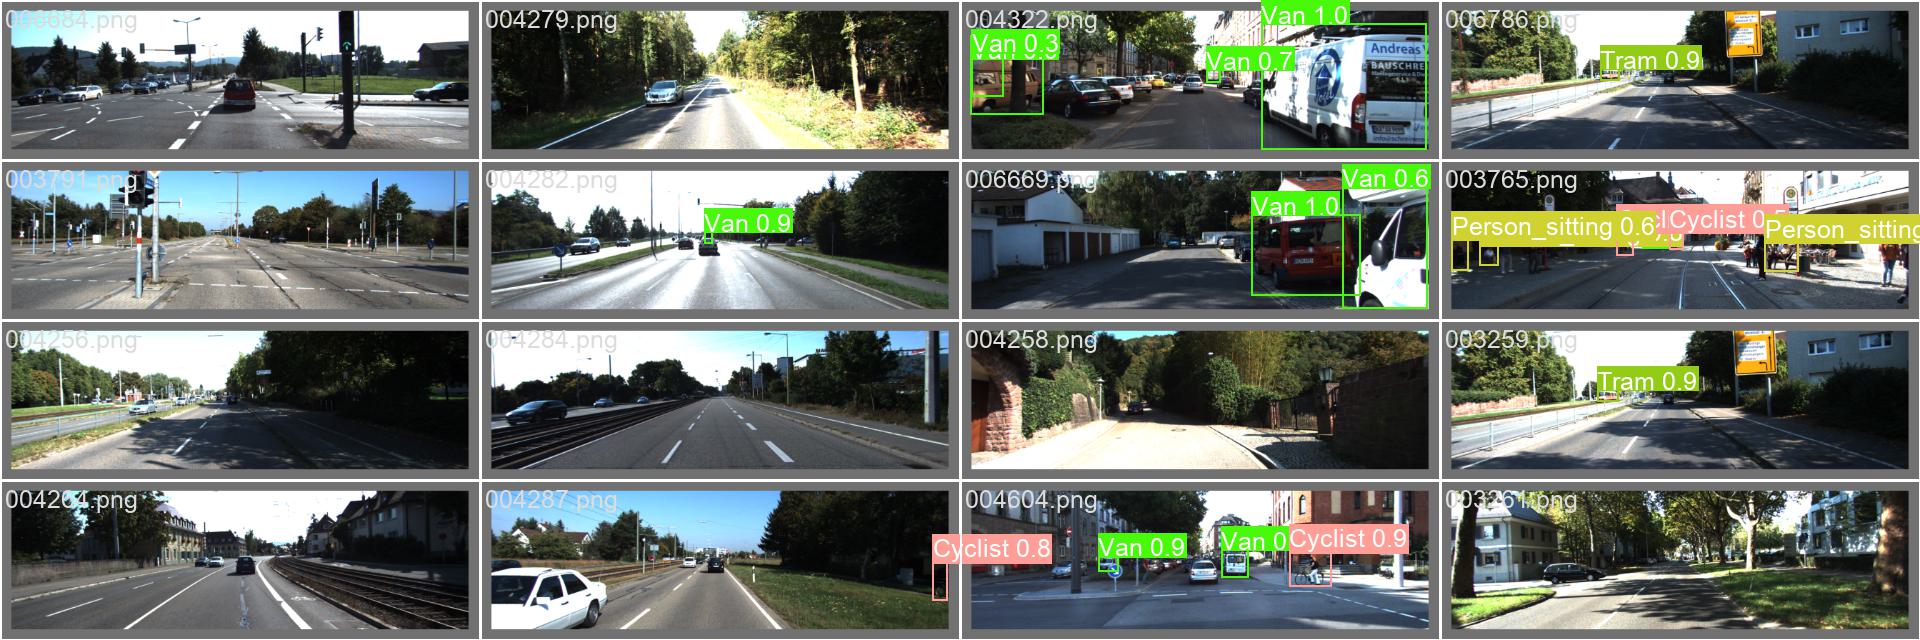 006684.png
004279.png
004322.png
Van 1.0
Van 0.3
Van 0.7
Andreas
BAUSCHRE
006786.png
Tram 0.9
003791.png
004282.png
Van 0.9
006669.png
Van 1.0
Van 0.6
003765.png
Person_sitting 0.6
Cyclist 0.5
Person_sitting
004256.png
004284.png
004258.png
003259.png
Tram 0.9
004264.png
004287.png
Cyclist 0.8
004604.png
Van 0.9
Van 0
Cyclist 0.9
003261.png